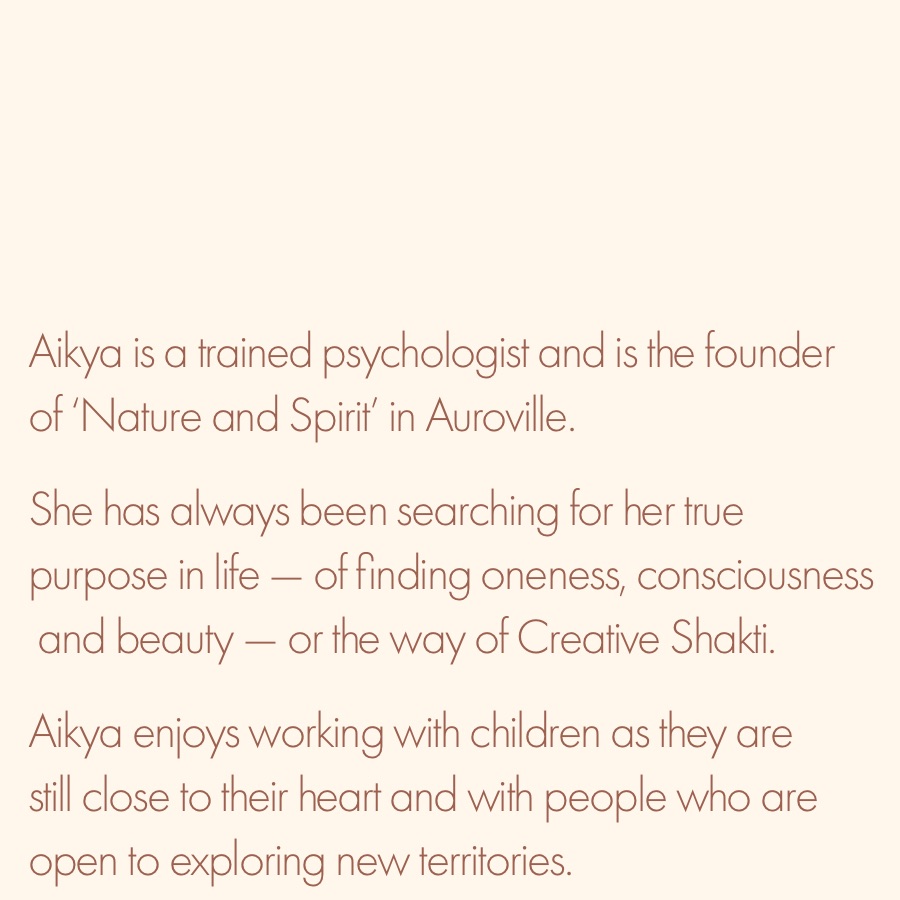 Aikya is a trained psychologist and is the founder
of ‘Nature and Spirit’ in Auroville.
She has always been searching for her true
purpose in life — of finding oneness, consciousness
and beauty — or the way of Creative Shakti.
Aikya enjoys working with children as they are
still close to their heart and with people who are
open to exploring new territories.